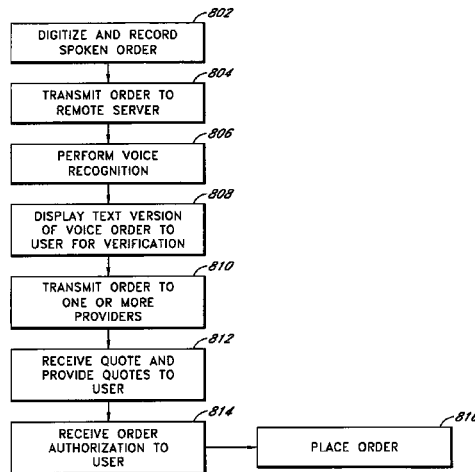 802
DIGITIZE AND RECORD
SPOKEN ORDER
804
TRANSMIT ORDER TO
REMOTE SERVER
806
PERFORM VOICE
RECOGNITION
808
DISPLAY TEXT VERSION
OF VOICE ORDER TO
USER FOR VERIFICATION
810
TRANSMIT ORDER TO
ONE OR MORE
PROVIDERS
812
RECEIVE QUOTE AND
PROVIDE QUOTES TO
USER
814
RECEIVE ORDER
AUTHORIZATION TO
USER
816
PLACE ORDER